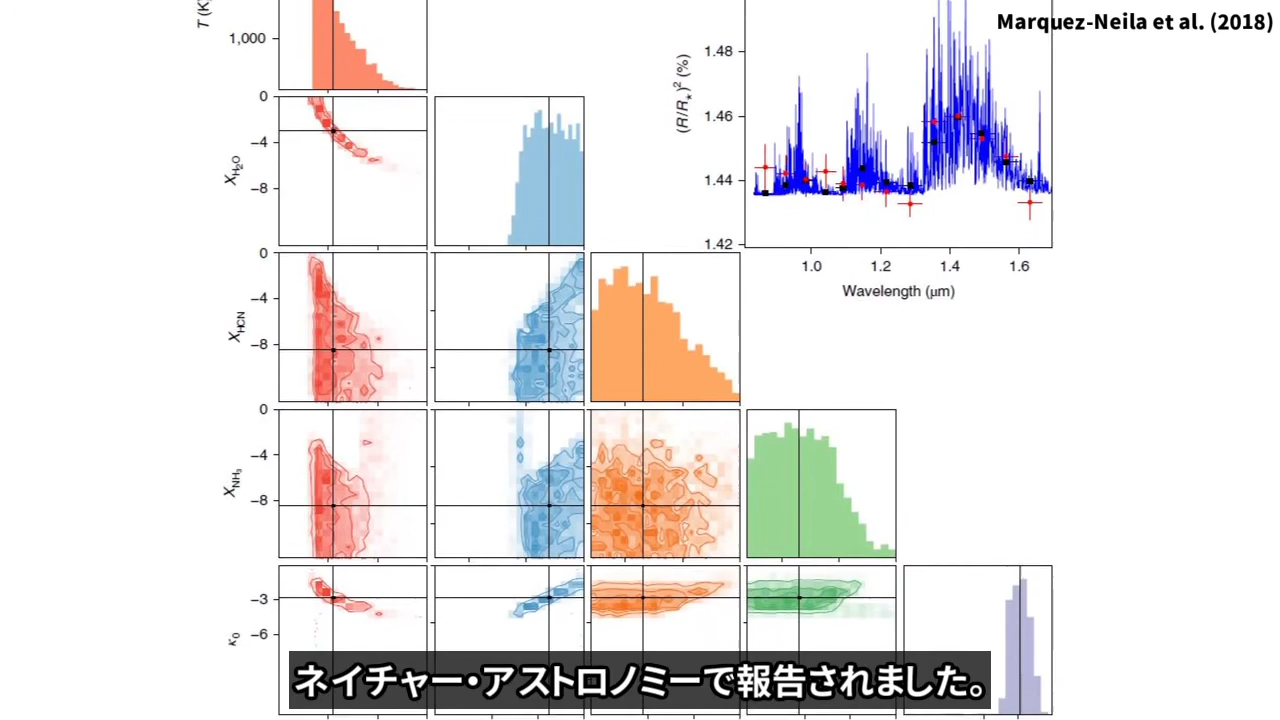 Marquez-Neila et al. (2018)
T (K)
1,000
(R/R★)² (%)
1.48
1.46
1.44
1.42
1.0 1.2 1.4 1.6
Wavelength (μm)
0
−4
−8
X_H₂O
0
−4
−8
X_HCN
0
−4
−8
X_NH₃
−3
−6
κ₀
ネイチャー・アストロノミーで報告されました。